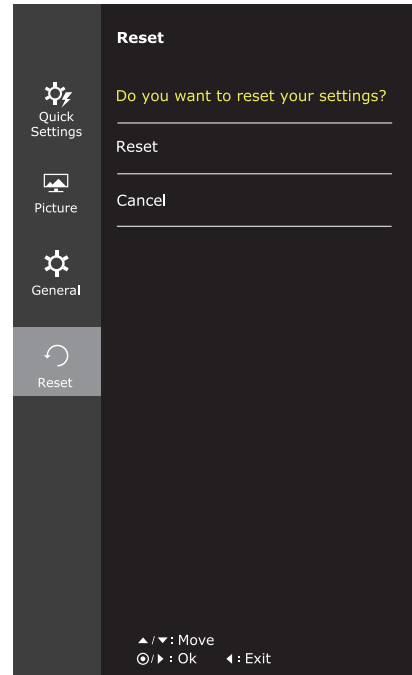 Reset
Do you want to reset your settings?
Reset
Cancel
Quick
Settings
Picture
General
Reset
▲/▼: Move
◉/▶: Ok ◀: Exit